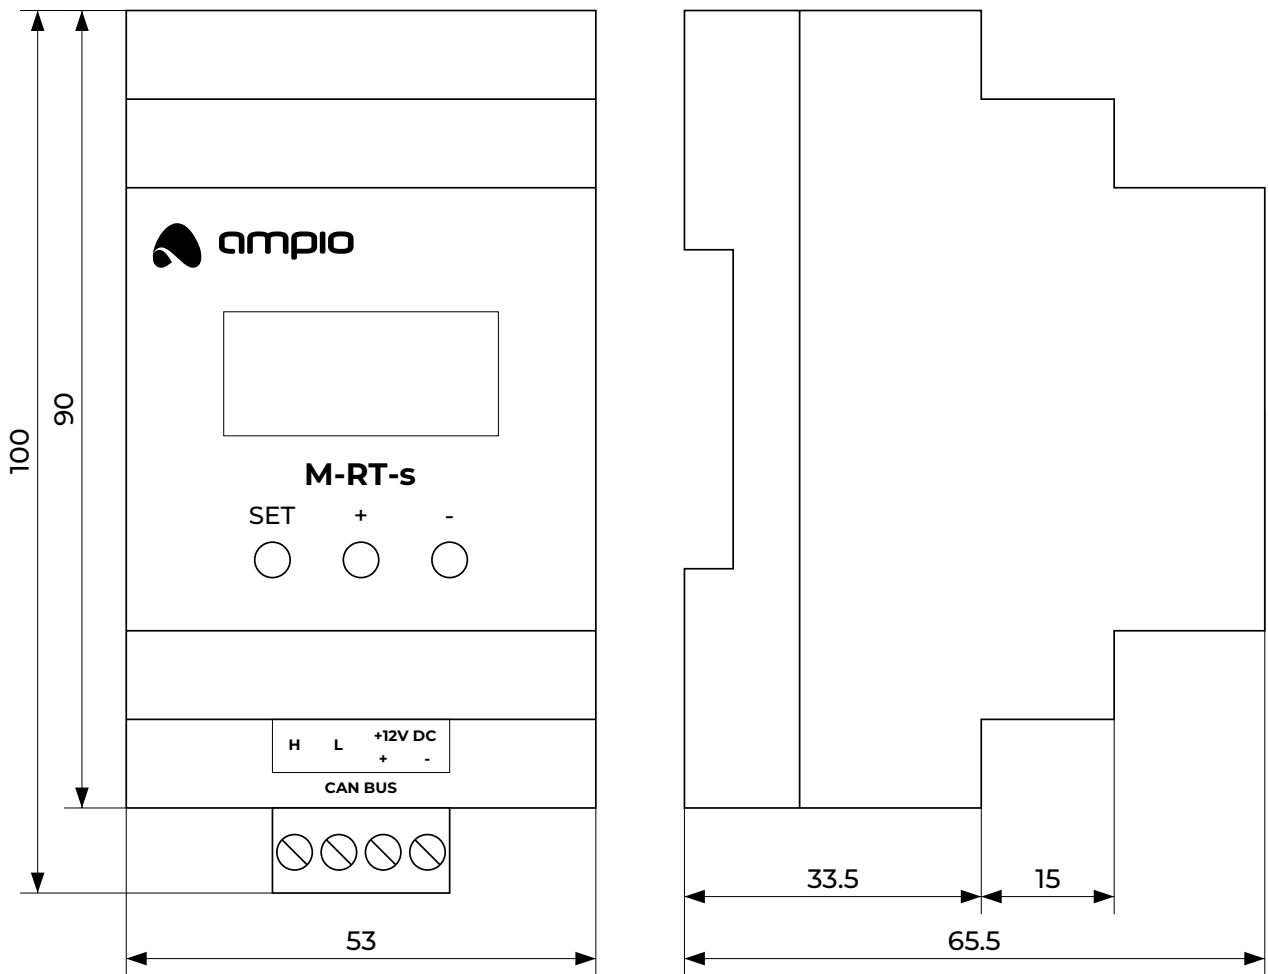 ampio
90
100
M-RT-s
SET + -
H L +12V DC
+ -
CAN BUS
33.5 15
53 65.5